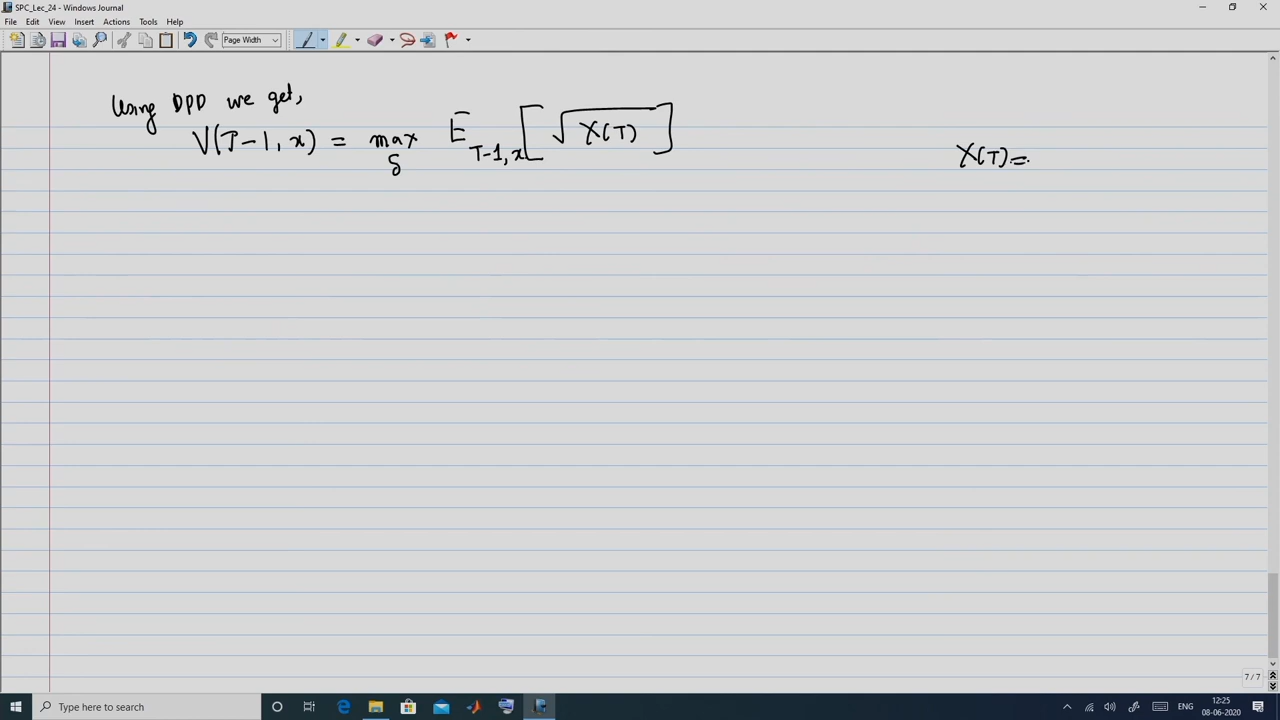 SPC_Lec_24 - Windows Journal
File Edit View Insert Actions Tools Help
Page Width
Using DPD we get,
V(T-1, x) = max E [ √X(T) ]
δ T-1, x
X(T)=
7 / 7
Type here to search
ENG
12:25
08-06-2020